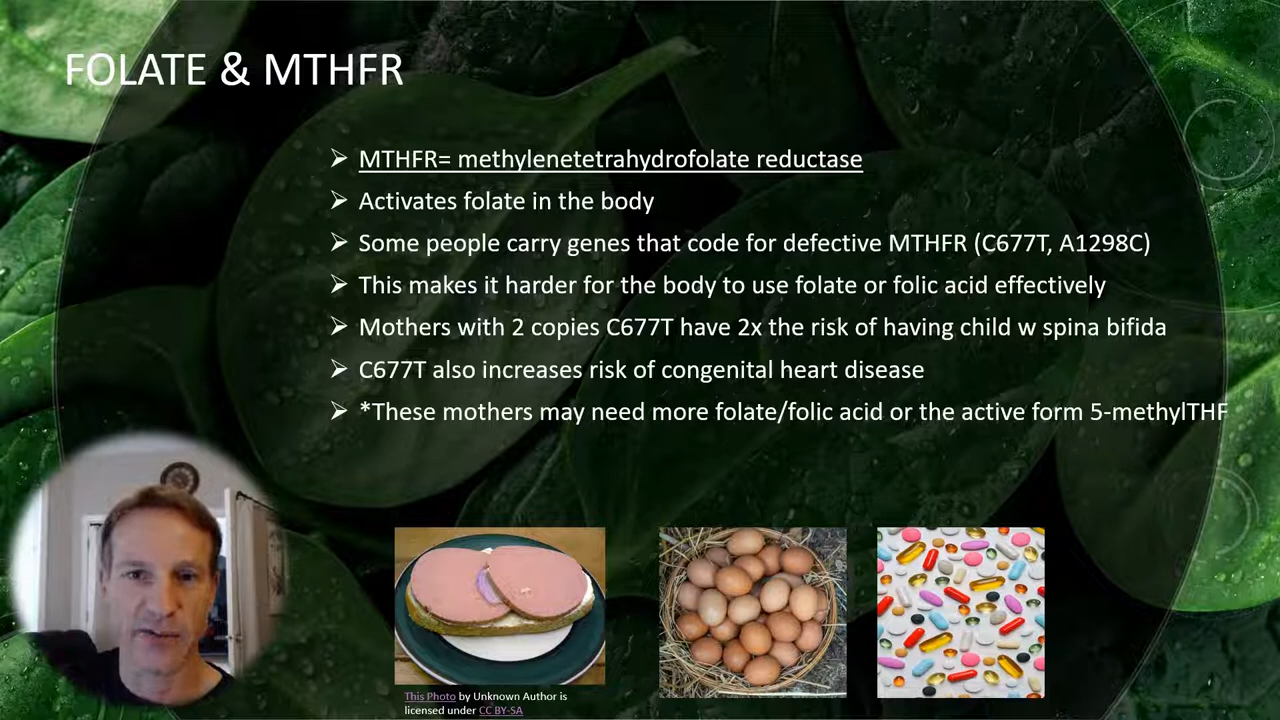 FOLATE & MTHFR
➢ MTHFR= methylenetetrahydrofolate reductase
➢ Activates folate in the body
➢ Some people carry genes that code for defective MTHFR (C677T, A1298C)
➢ This makes it harder for the body to use folate or folic acid effectively
➢ Mothers with 2 copies C677T have 2x the risk of having child w spina bifida
➢ C677T also increases risk of congenital heart disease
➢ *These mothers may need more folate/folic acid or the active form 5-methylTHF
This Photo by Unknown Author is
licensed under CC BY-SA